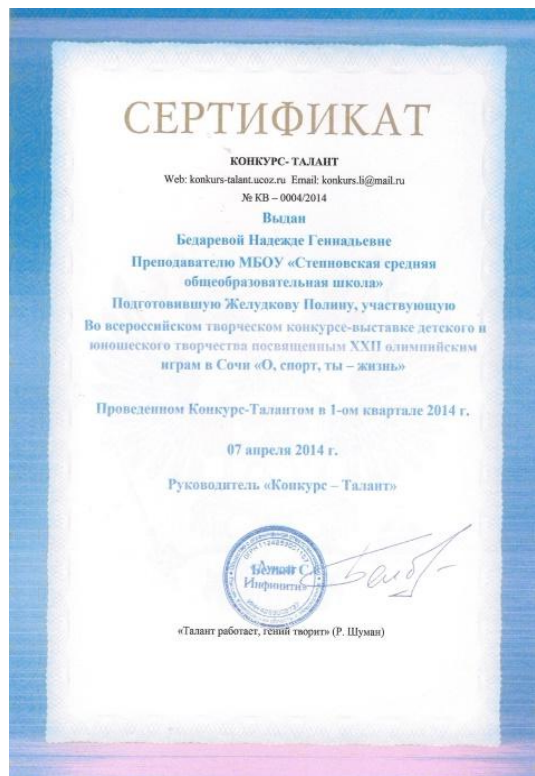 СЕРТИФИКАТ
КОНКУРС- ТАЛАНТ
Web: konkurs-talant.ucoz.ru Email: konkurs.li@mail.ru
№ КВ – 0004/2014
Выдан
Бедаревой Надежде Геннадьевне
Преподавателю МБОУ «Степновская средняя
общеобразовательная школа»
Подготовившую Желудкову Полину, участвующую
Во всероссийском творческом конкурсе-выставке детского и
юношеского творчества посвященным XXII олимпийским
играм в Сочи «О, спорт, ты – жизнь»
Проведенном Конкурс-Талантом в 1-ом квартале 2014 г.
07 апреля 2014 г.
Руководитель «Конкурс – Талант»
Инфинити»
«Талант работает, гений творит» (Р. Шуман)